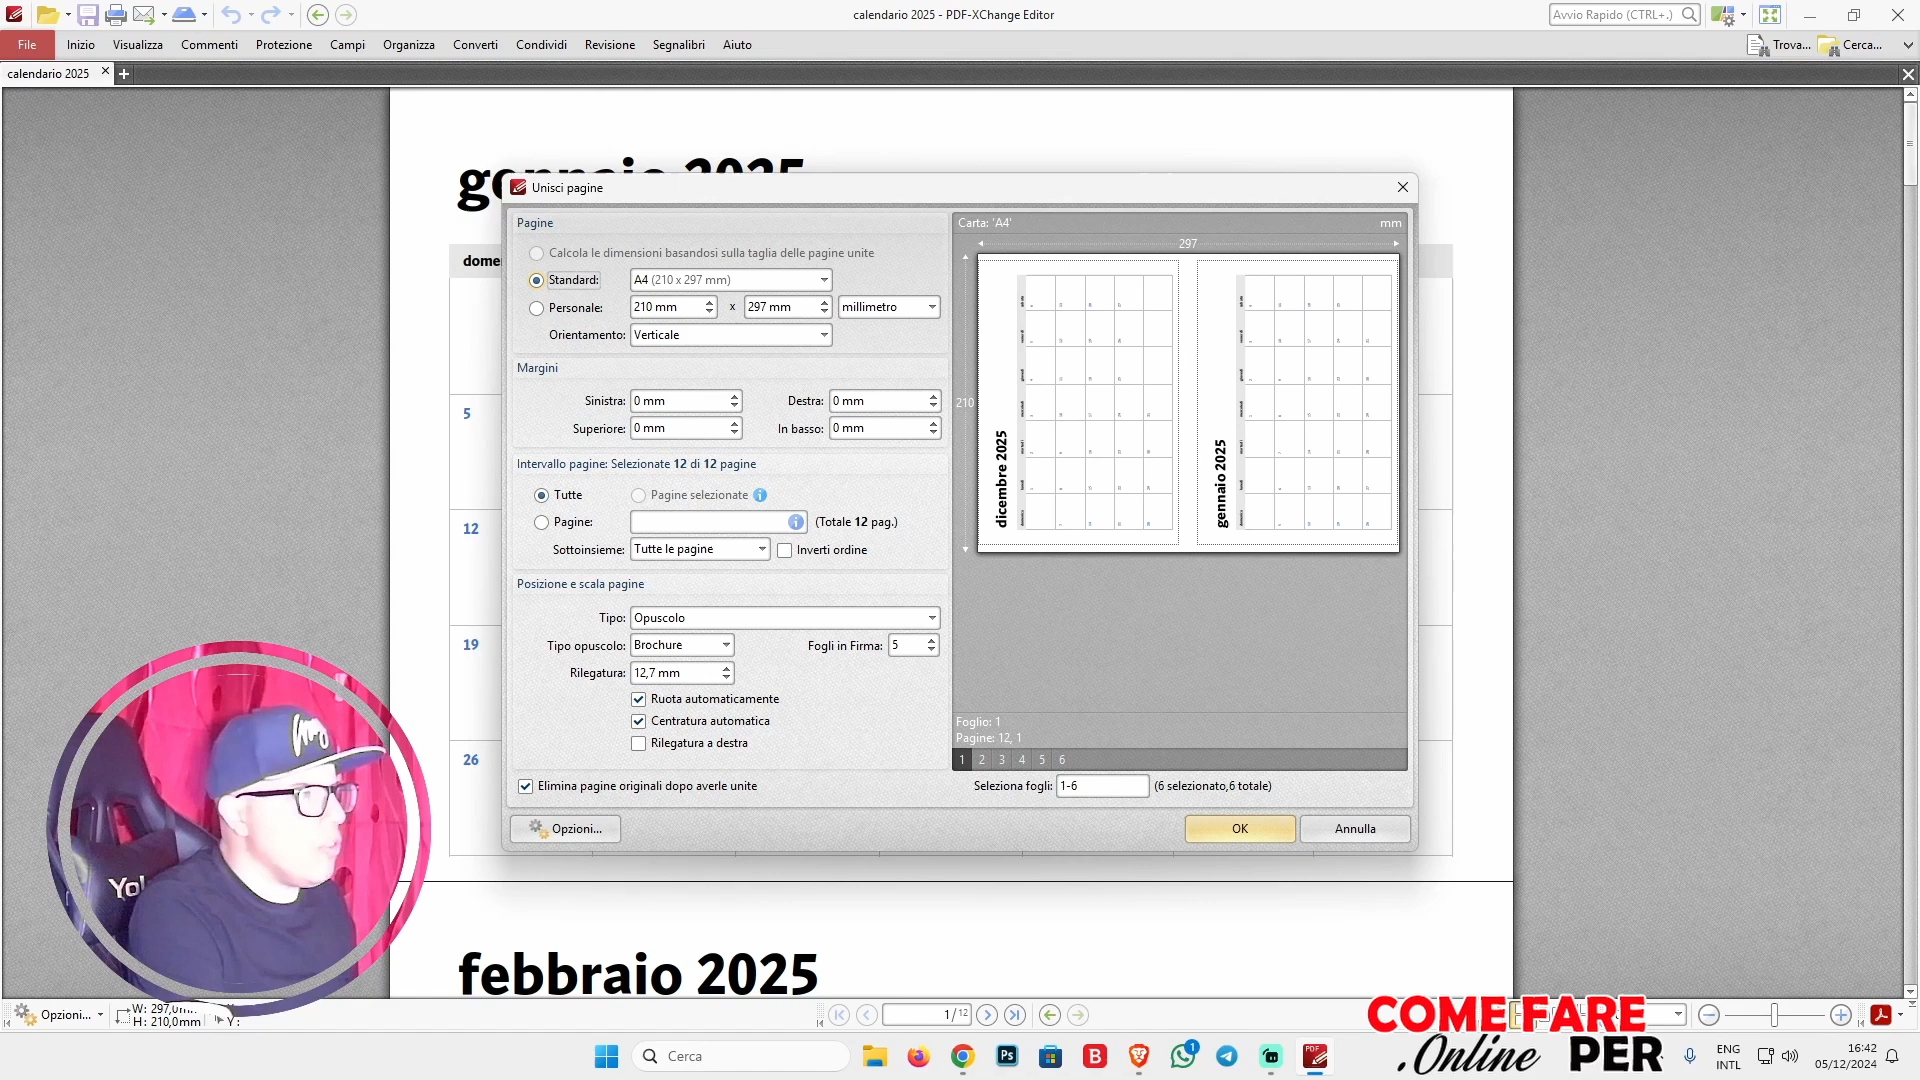 calendario 2025 - PDF-XChange Editor
Avvio Rapido (CTRL+.)
File Inizio Visualizza Commenti Protezione Campi Organizza Converti Condividi Revisione Segnalibri Aiuto
Trova... Cerca...
calendario 2025
gennaio 2025
dome
5
12
19
26
febbraio 2025
Unisci pagine
Pagine
Calcola le dimensioni basandosi sulla taglia delle pagine unite
Standard: A4 (210 x 297 mm)
Personale: 210 mm x 297 mm millimetro
Orientamento: Verticale
Margini
Sinistra: 0 mm Destra: 0 mm
Superiore: 0 mm In basso: 0 mm
Intervallo pagine: Selezionate 12 di 12 pagine
Tutte Pagine selezionate
Pagine: (Totale 12 pag.)
Sottoinsieme: Tutte le pagine Inverti ordine
Posizione e scala pagine
Tipo: Opuscolo
Tipo opuscolo: Brochure Fogli in Firma: 5
Rilegatura: 12,7 mm
Ruota automaticamente
Centratura automatica
Rilegatura a destra
Elimina pagine originali dopo averle unite
Opzioni...
Carta: 'A4' mm
297
210
dicembre 2025
gennaio 2025
Foglio: 1
Pagine: 12, 1
1 2 3 4 5 6
Seleziona fogli: 1-6 (6 selezionato,6 totale)
OK Annulla
Opzioni...
W: 297,0mm
H: 210,0mm
Y:
1 / 12
COME FARE
.Online PER
Cerca
Ps
B
1
PDF
ENG
INTL
16:42
05/12/2024